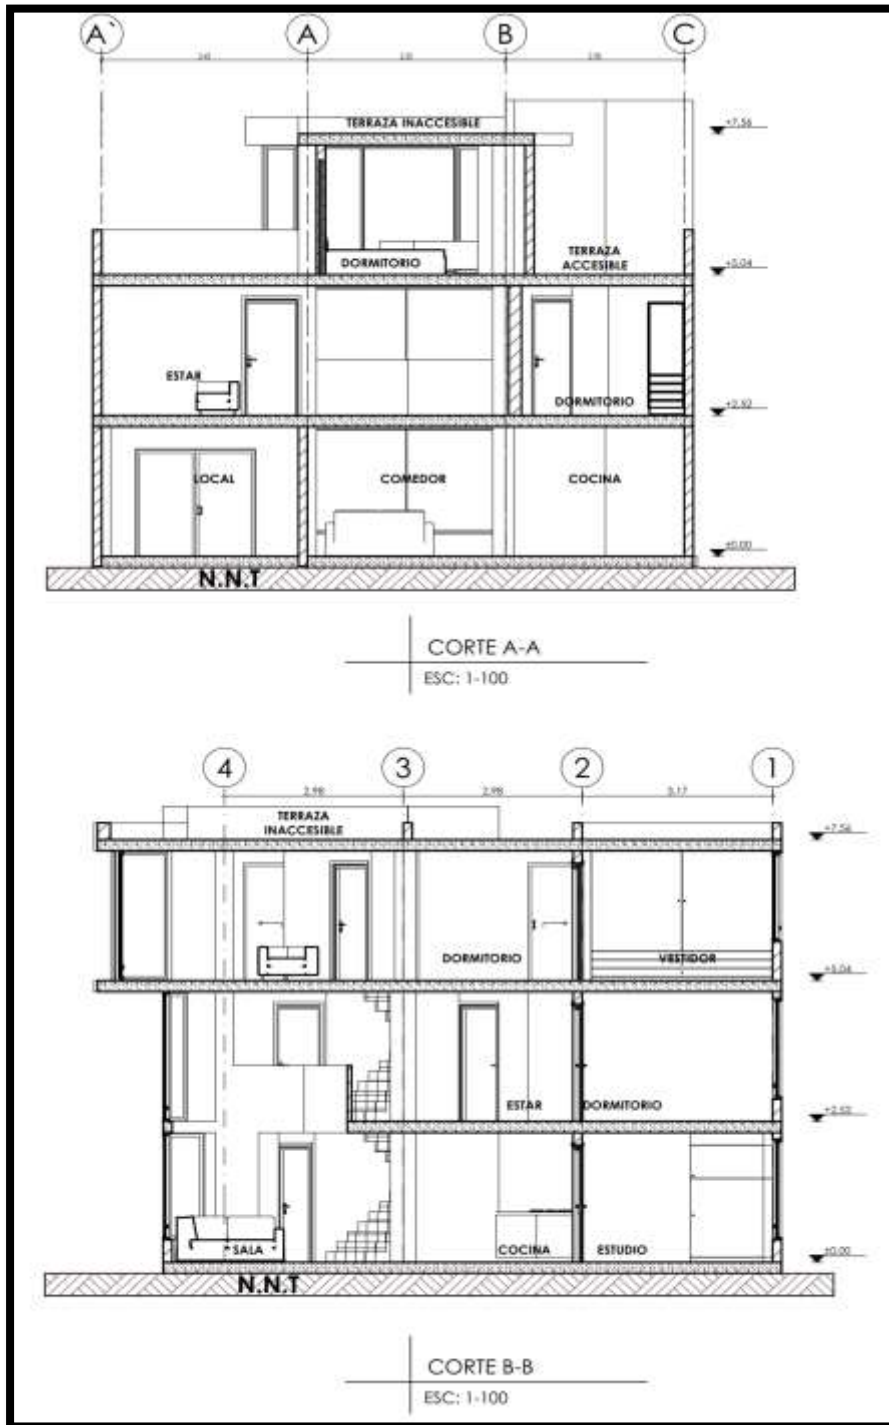 A` A B C
TERRAZA INACCESIBLE
+7.56
DORMITORIO
TERRAZA
ACCESIBLE
+5.04
ESTAR
DORMITORIO
+2.52
LOCAL
COMEDOR
COCINA
±0.00
N.N.T
CORTE A-A
ESC: 1-100
4 3 2 1
2.98 2.98 3.17
TERRAZA
INACCESIBLE
+7.56
DORMITORIO
VESTIDOR
+5.04
ESTAR
DORMITORIO
+2.52
SALA
COCINA
ESTUDIO
±0.00
N.N.T
CORTE B-B
ESC: 1-100